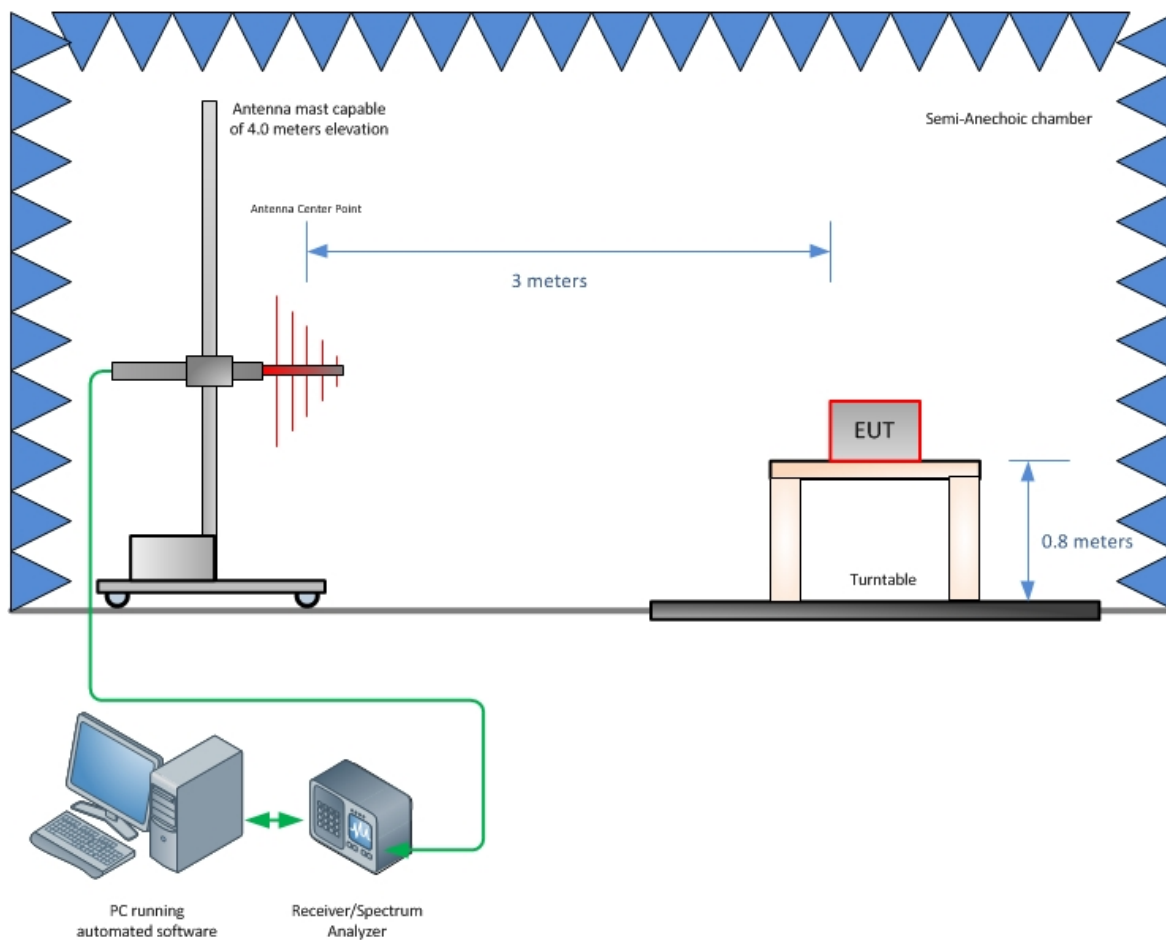 Antenna mast capable
of 4.0 meters elevation
Semi-Anechoic chamber
Antenna Center Point
3 meters
EUT
0.8 meters
Turntable
PC running
automated software
Receiver/Spectrum
Analyzer